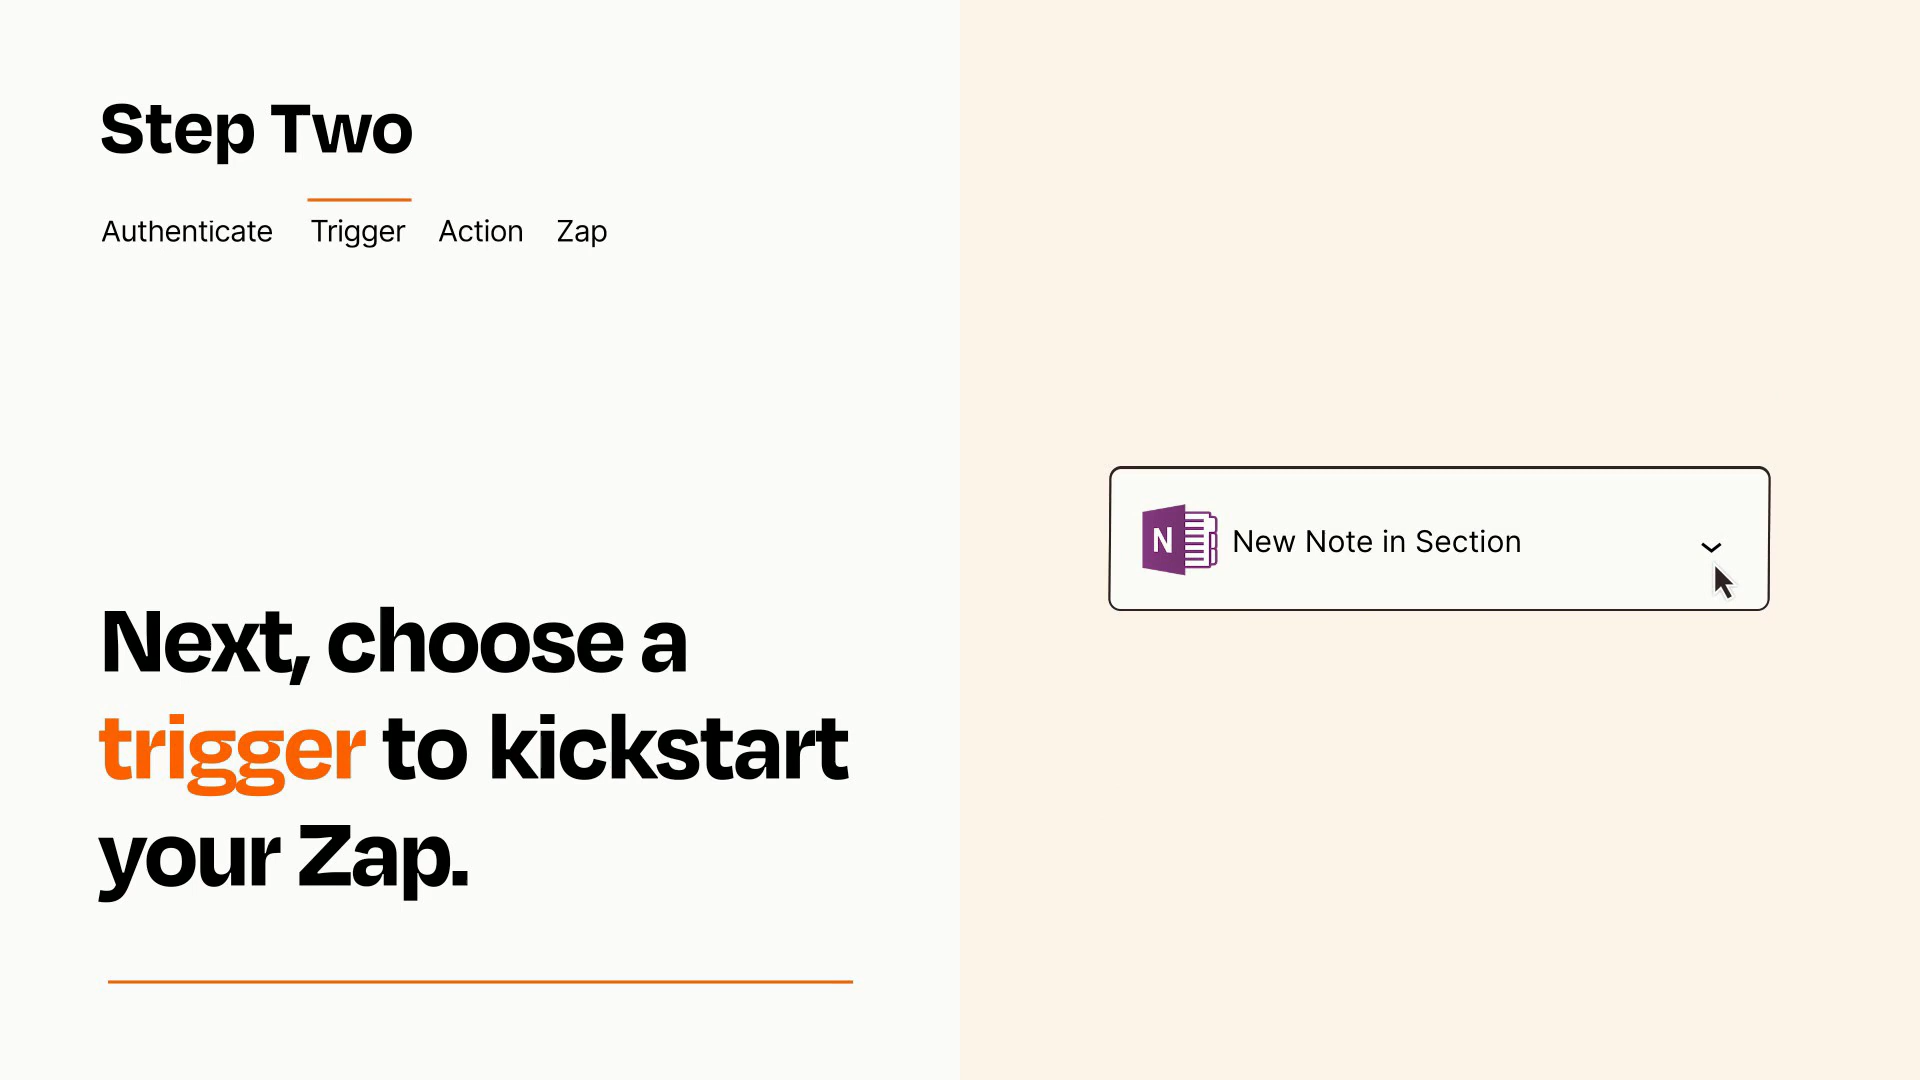 Step Two
Authenticate Trigger Action Zap
Next, choose a
trigger to kickstart
your Zap.
N New Note in Section